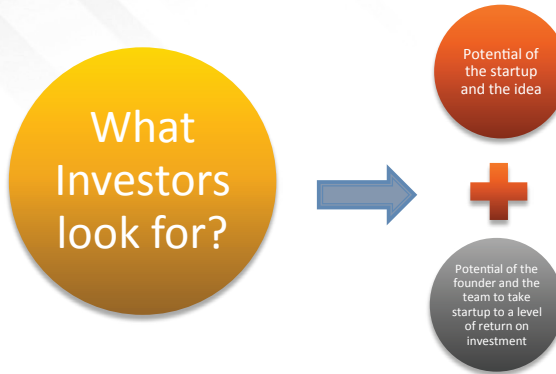 What
Investors
look for?
Potential of
the startup
and the idea
Potential of the
founder and the
team to take
startup to a level
of return on
investment